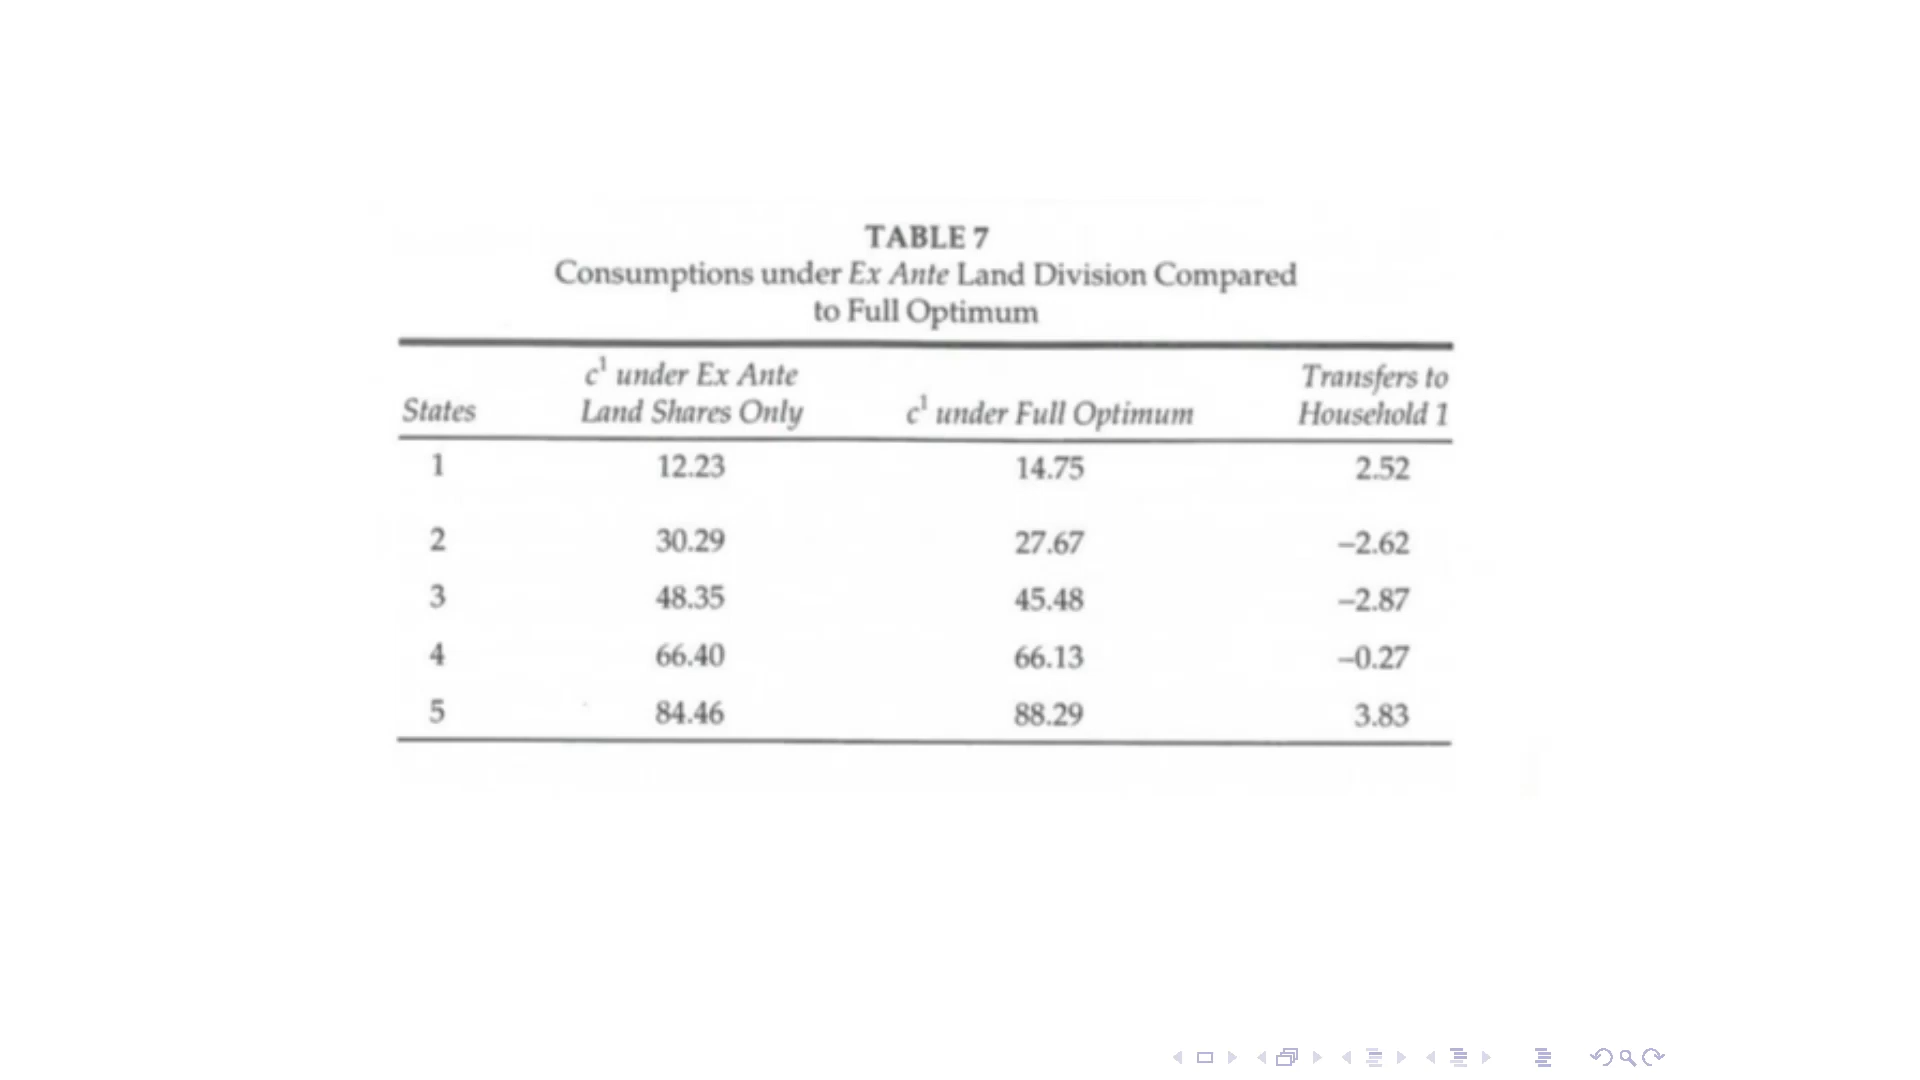 TABLE 7
Consumptions under Ex Ante Land Division Compared
to Full Optimum
States c¹ under Ex Ante Land Shares Only c¹ under Full Optimum Transfers to Household 1
1 12.23 14.75 2.52
2 30.29 27.67 –2.62
3 48.35 45.48 –2.87
4 66.40 66.13 –0.27
5 84.46 88.29 3.83